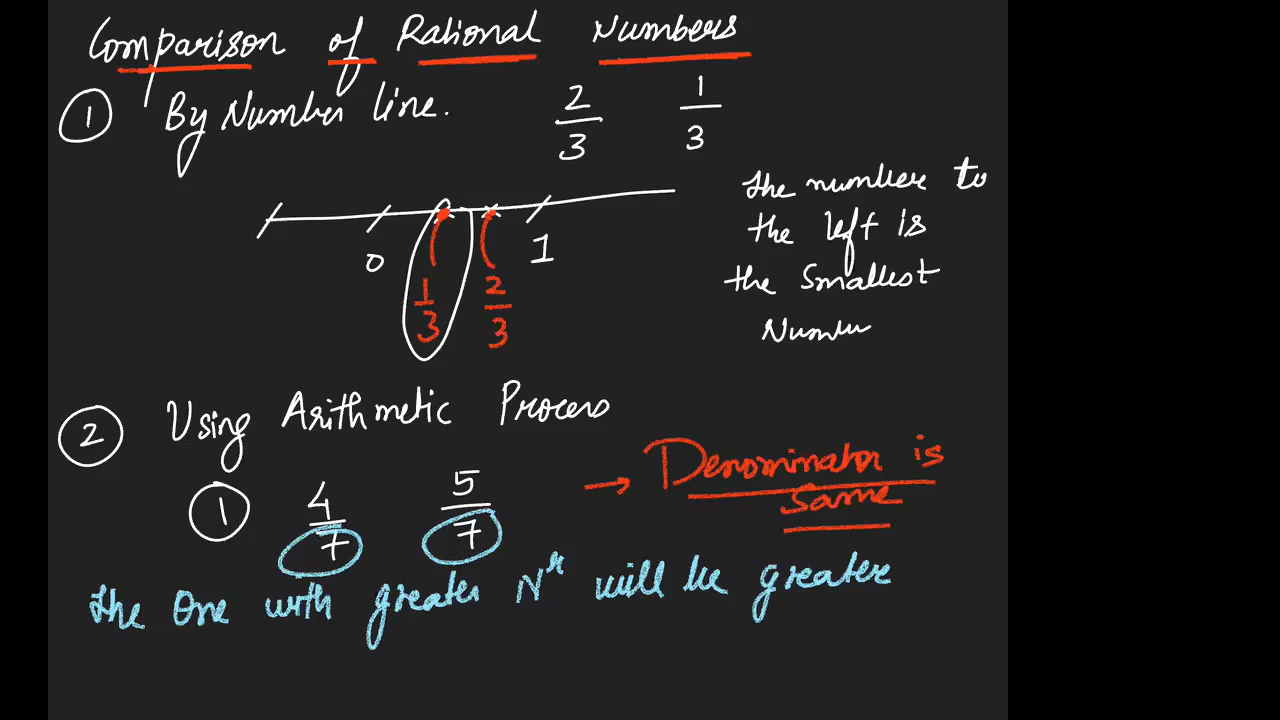 Comparison of Rational Numbers
① By Number line. 2/3 1/3
0 1
1/3 2/3
the number to
the left is
the smallest
Number
② Using Arithmetic Process
① 4/7 5/7 → Denominator is
same
the one with greater Nʳ will be greater